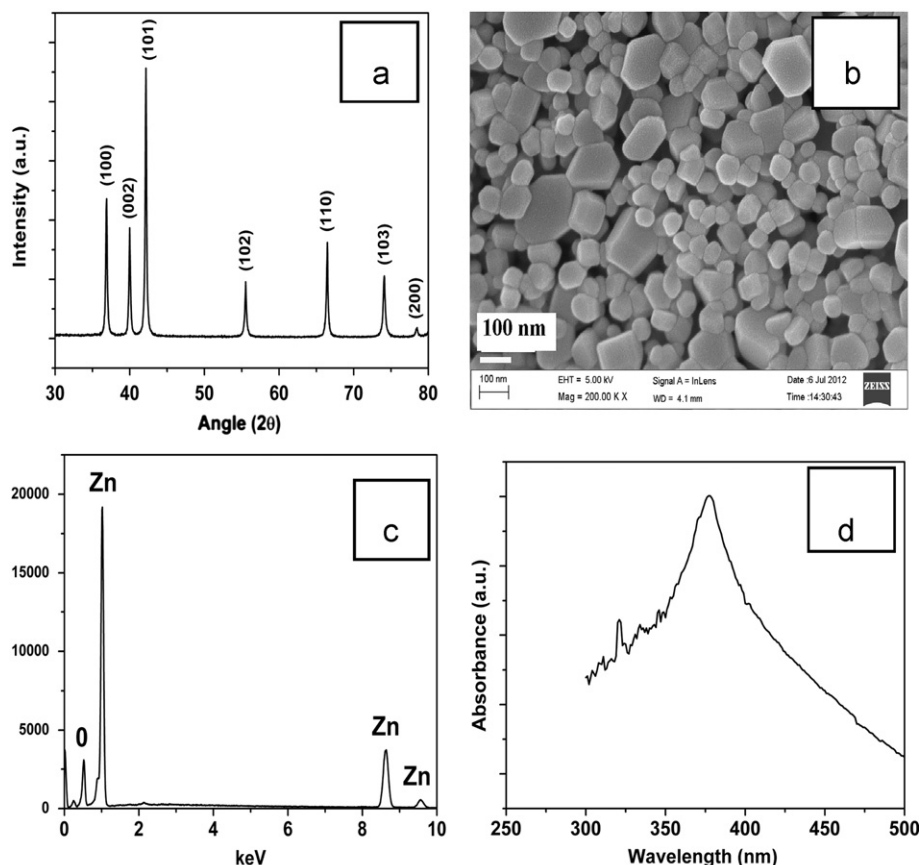 a
(101)
(100)
(002)
(102)
(110)
(103)
(200)
Intensity (a.u.)
30 40 50 60 70 80
Angle (2θ)
b
100 nm
100 nm
EHT = 5.00 kV Signal A = InLens Date :6 Jul 2012
Mag = 200.00 K X WD = 4.1 mm Time :14:30:43
ZEISS
c
Zn
0
Zn
Zn
20000
15000
10000
5000
0
0 2 4 6 8 10
keV
d
Absorbance (a.u.)
250 300 350 400 450 500
Wavelength (nm)